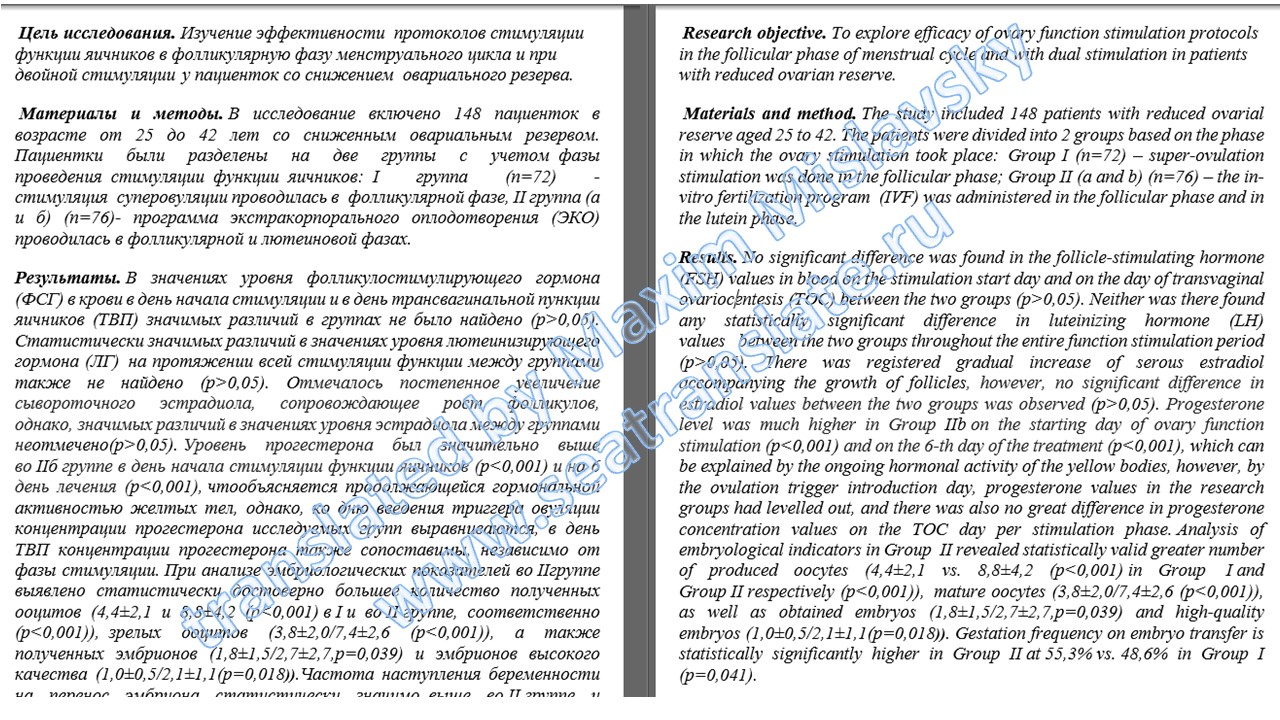 Цель исследования. Изучение эффективности протоколов стимуляции
функции яичников в фолликулярную фазу менструального цикла и при
двойной стимуляции у пациенток со снижением овариального резерва.
Материалы и методы. В исследование включено 148 пациенток в
возрасте от 25 до 42 лет со сниженным овариальным резервом.
Пациентки были разделены на две группы с учетом фазы
проведения стимуляции функции яичников: I группа (n=72) -
стимуляция суперовуляции проводилась в фолликулярной фазе, II группа (а
и б) (n=76)- программа экстракорпорального оплодотворения (ЭКО)
проводилась в фолликулярной и лютеиновой фазах.
Результаты. В значениях уровня фолликулостимулирующего гормона
(ФСГ) в крови в день начала стимуляции и в день трансвагинальной пункции
яичников (ТВП) значимых различий в группах не было найдено (p>0,05).
Статистически значимых различий в значениях уровня лютеинизирующего
гормона (ЛГ) на протяжении всей стимуляции функции между группами
также не найдено (p>0,05). Отмечалось постепенное увеличение
сывороточного эстрадиола, сопровождающее рост фолликулов,
однако, значимых различий в значениях уровня эстрадиола между группами
неотмечено(p>0,05). Уровень прогестерона был значительно выше
во IIб группе в день начала стимуляции функции яичников (p<0,001) и на 6
день лечения (p<0,001), чтообъясняется продолжающейся гормональной
активностью желтых тел, однако, ко дню введения триггера овуляции
концентрации прогестерона исследуемых групп выравниваются, в день
ТВП концентрации прогестерона также сопоставимы, независимо от
фазы стимуляции. При анализе эмбриологических показателей во IIгруппе
выявлено статистически достоверно большее количество полученных
ооцитов (4,4±2,1 и 8,8±4,2 (p<0,001) в I и во II группе, соответственно
(p<0,001)), зрелых ооцитов (3,8±2,0/7,4±2,6 (p<0,001)), а также
полученных эмбрионов (1,8±1,5/2,7±2,7,p=0,039) и эмбрионов высокого
качества (1,0±0,5/2,1±1,1(p=0,018)).Частота наступления беременности
на перенос эмбриона статистически значимо выше во II группе и
Research objective. To explore efficacy of ovary function stimulation protocols
in the follicular phase of menstrual cycle and with dual stimulation in patients
with reduced ovarian reserve.
Materials and method. The study included 148 patients with reduced ovarial
reserve aged 25 to 42. The patients were divided into 2 groups based on the phase
in which the ovary stimulation took place: Group I (n=72) – super-ovulation
stimulation was done in the follicular phase; Group II (a and b) (n=76) – the in-
vitro fertilization program (IVF) was administered in the follicular phase and in
the lutein phase.
Results. No significant difference was found in the follicle-stimulating hormone
(FSH) values in blood on the stimulation start day and on the day of transvaginal
ovariocentesis (TOC) between the two groups (p>0,05). Neither was there found
any statistically significant difference in luteinizing hormone (LH)
values between the two groups throughout the entire function stimulation period
(p>0,05). There was registered gradual increase of serous estradiol
accompanying the growth of follicles, however, no significant difference in
estradiol values between the two groups was observed (p>0,05). Progesterone
level was much higher in Group IIb on the starting day of ovary function
stimulation (p<0,001) and on the 6-th day of the treatment (p<0,001), which can
be explained by the ongoing hormonal activity of the yellow bodies, however, by
the ovulation trigger introduction day, progesterone values in the research
groups had levelled out, and there was also no great difference in progesterone
concentration values on the TOC day per stimulation phase. Analysis of
embryological indicators in Group II revealed statistically valid greater number
of produced oocytes (4,4±2,1 vs. 8,8±4,2 (p<0,001) in Group I and
Group II respectively (p<0,001)), mature oocytes (3,8±2,0/7,4±2,6 (p<0,001)),
as well as obtained embryos (1,8±1,5/2,7±2,7,p=0,039) and high-quality
embryos (1,0±0,5/2,1±1,1(p=0,018)). Gestation frequency on embryo transfer is
statistically significantly higher in Group II at 55,3% vs. 48,6% in Group I
(p=0,041).
translated by Maxim Mislavsky
www.seatranslate.ru